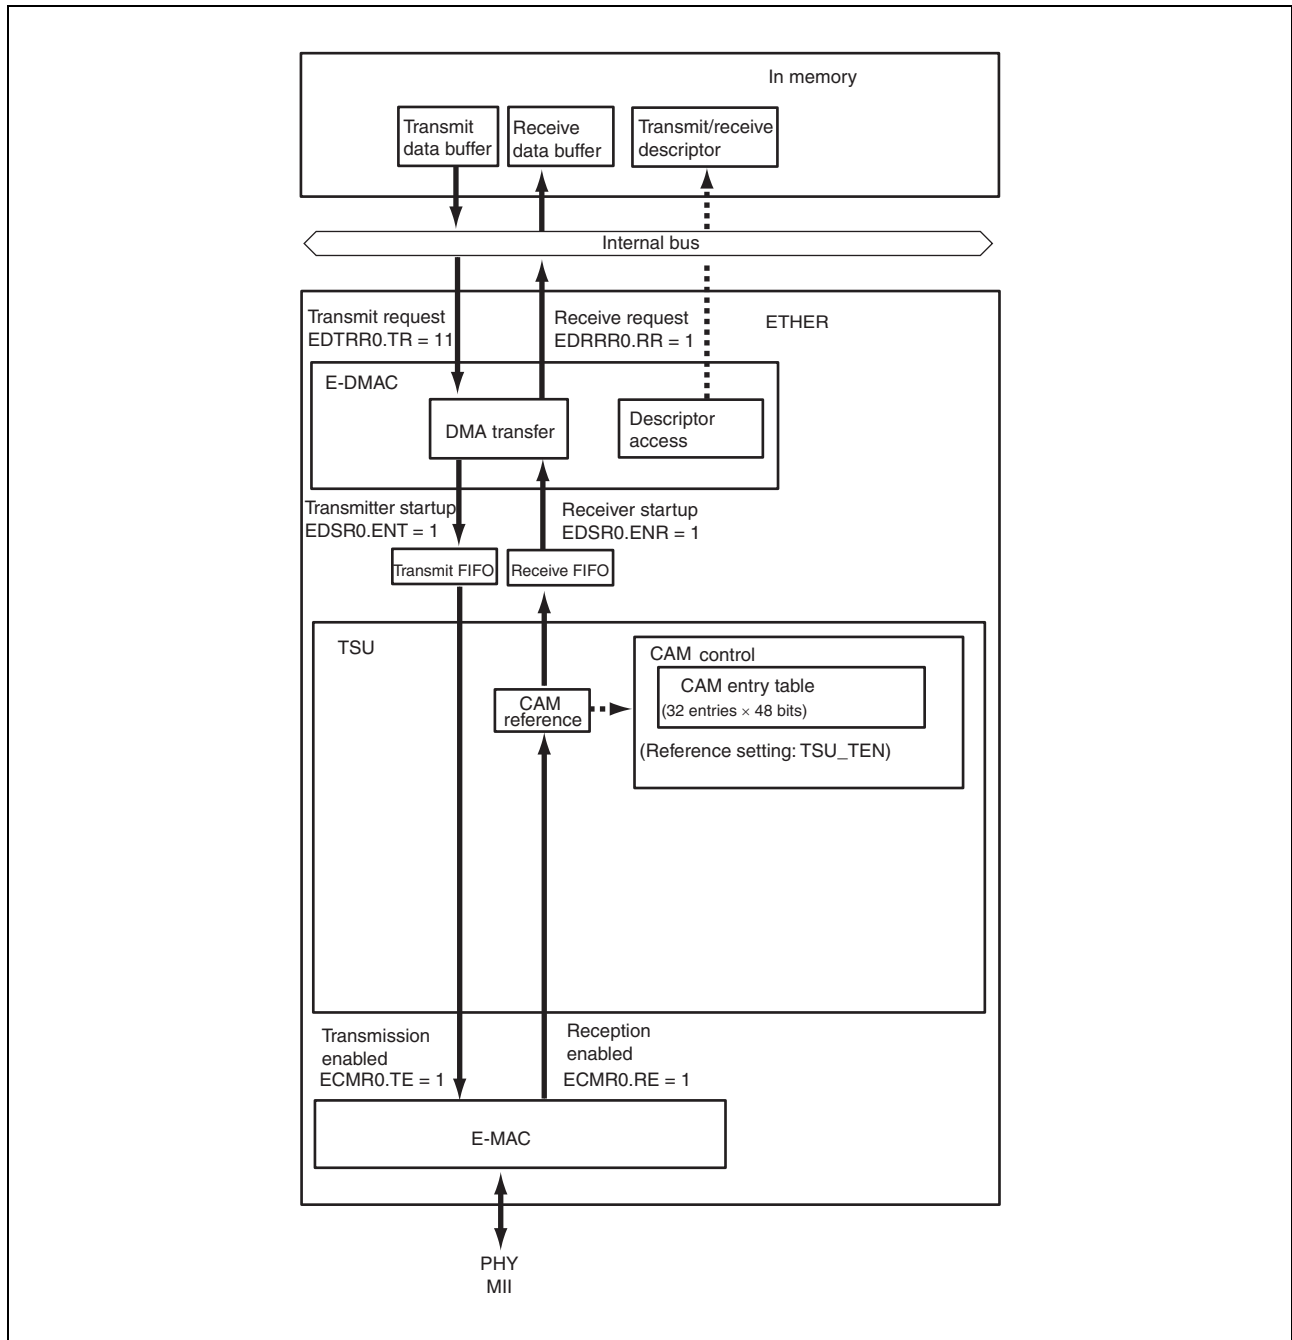 In memory
Transmit
data buffer
Receive
data buffer
Transmit/receive
descriptor
Internal bus
ETHER
Transmit request
EDTRR0.TR = 11
Receive request
EDRRR0.RR = 1
E-DMAC
DMA transfer
Descriptor
access
Transmitter startup
EDSR0.ENT = 1
Receiver startup
EDSR0.ENR = 1
Transmit FIFO
Receive FIFO
TSU
CAM control
CAM entry table
(32 entries × 48 bits)
CAM
reference
(Reference setting: TSU_TEN)
Transmission
enabled
ECMR0.TE = 1
Reception
enabled
ECMR0.RE = 1
E-MAC
PHY
MII